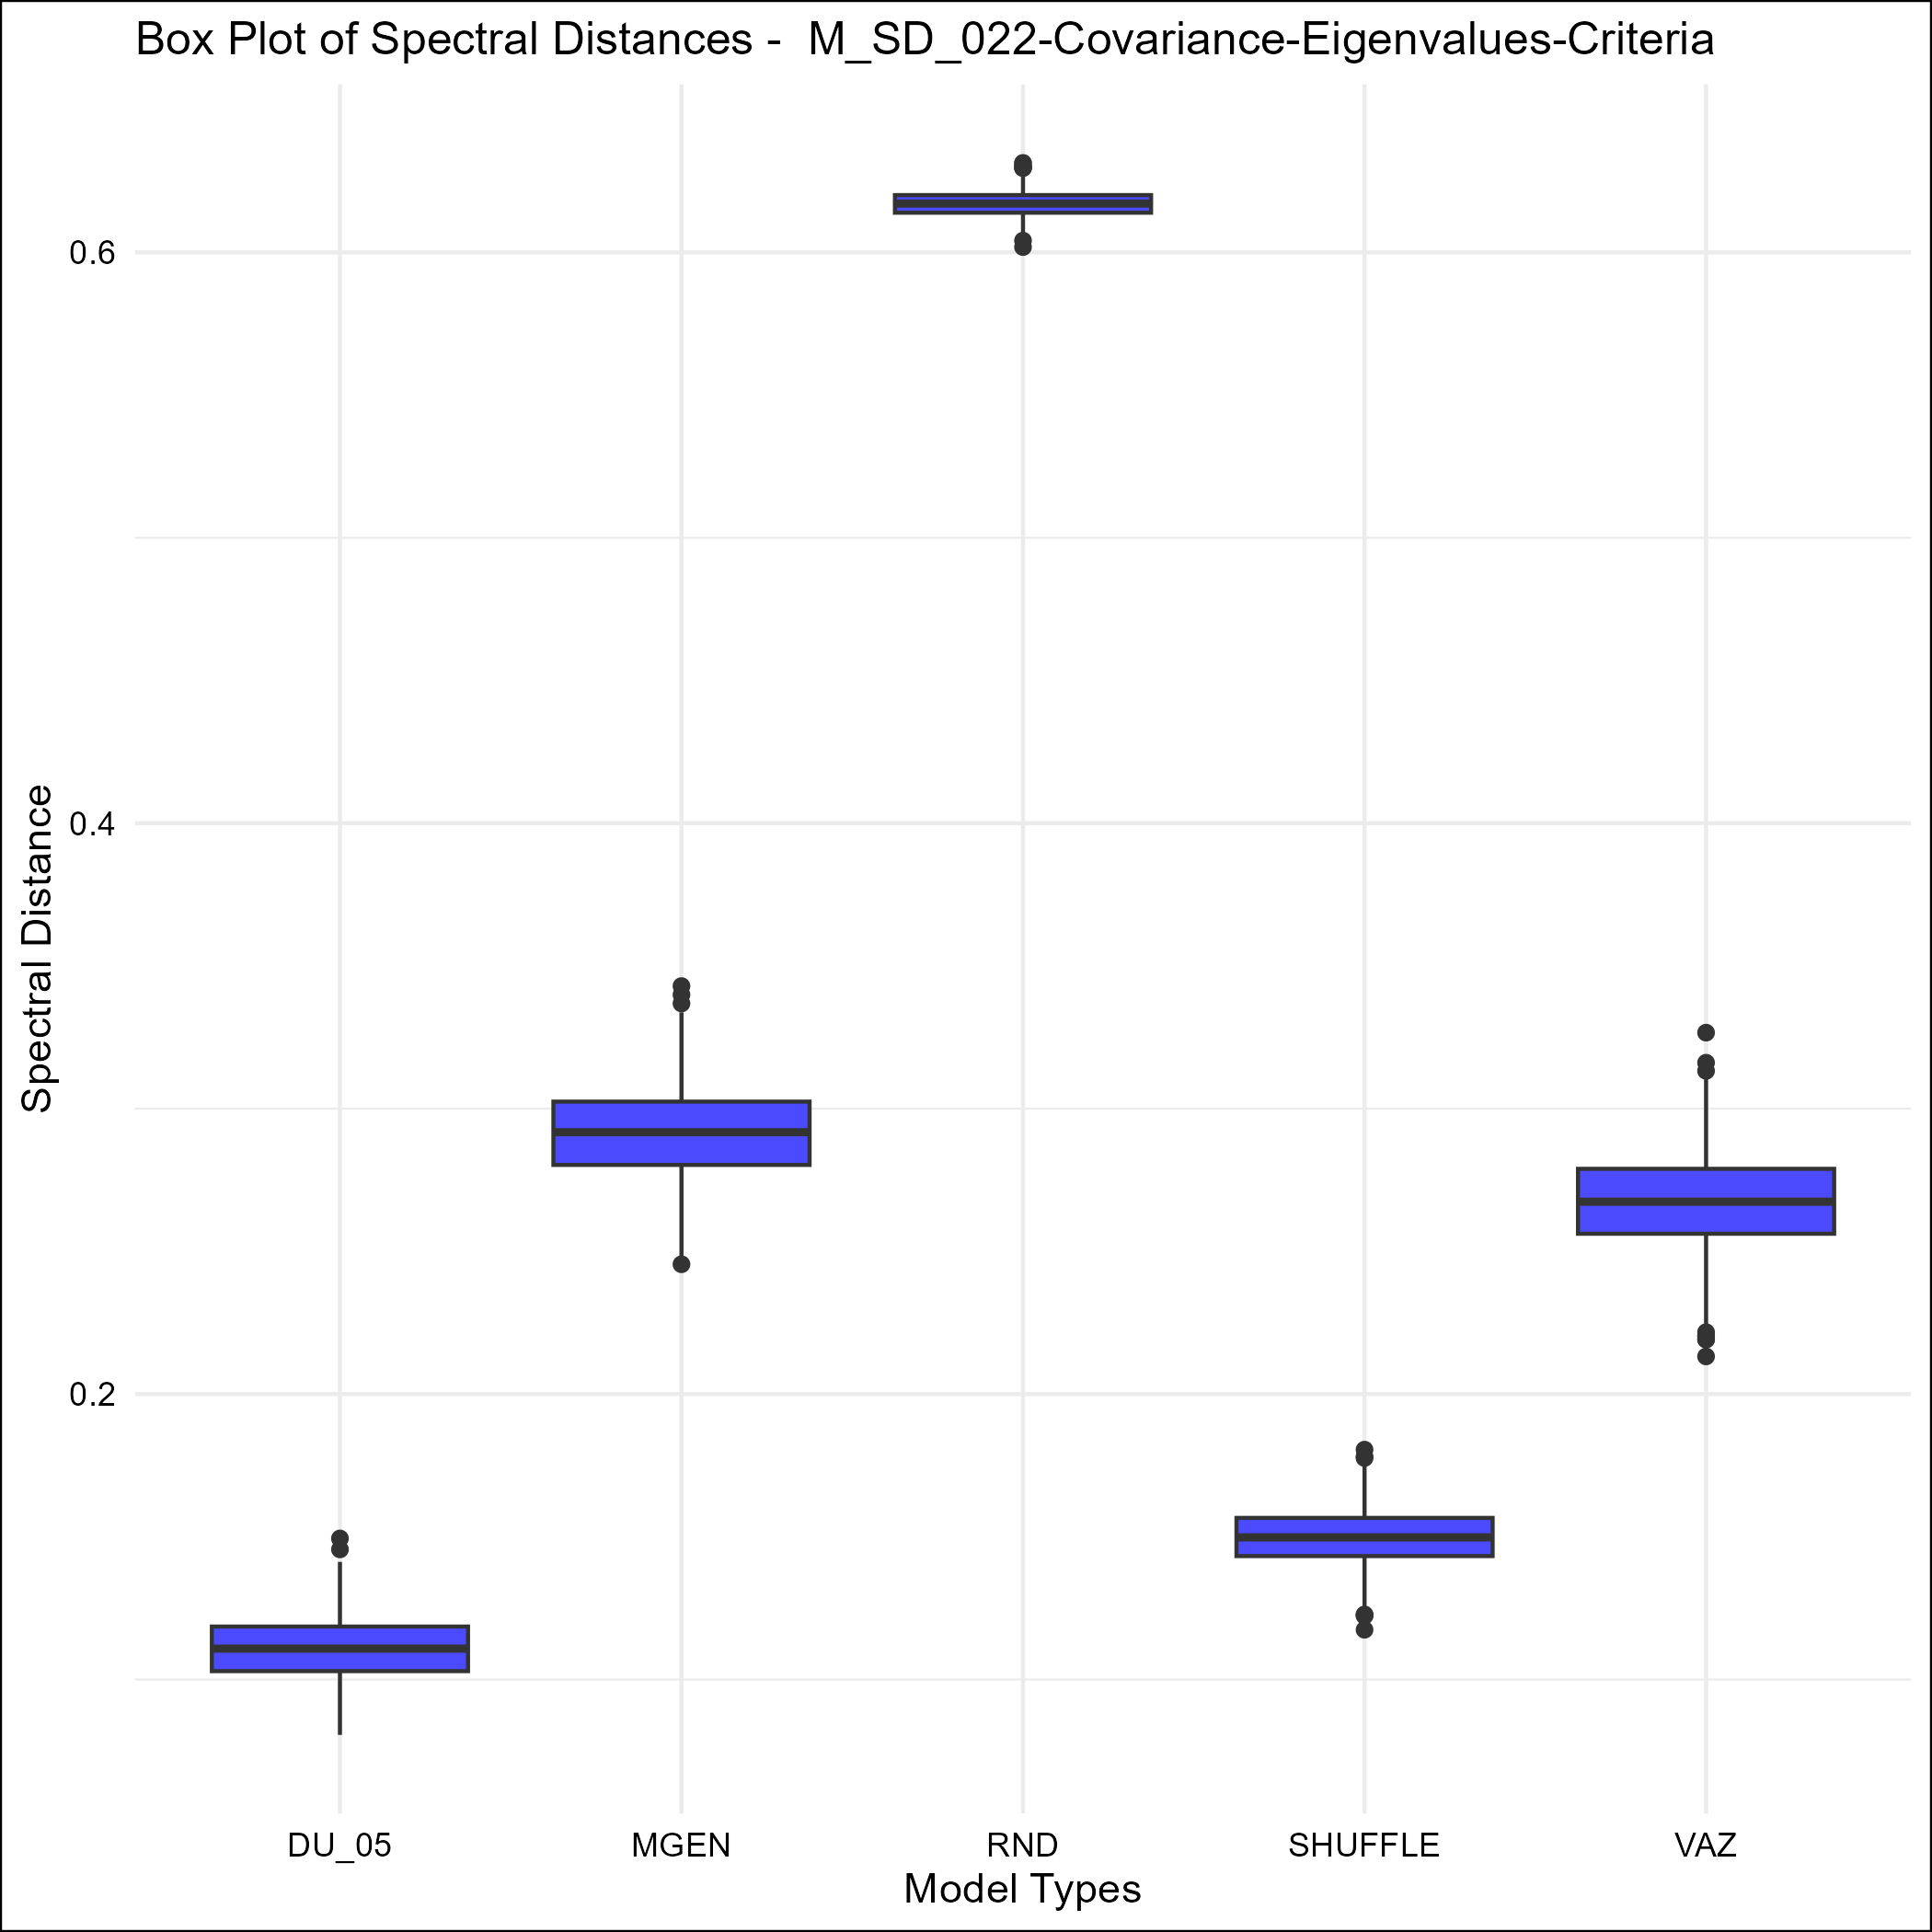 Box Plot of Spectral Distances -  M_SD_022-Covariance-Eigenvalues-Criteria
Spectral Distance
0.6
0.4
0.2
DU_05 MGEN RND SHUFFLE VAZ
Model Types